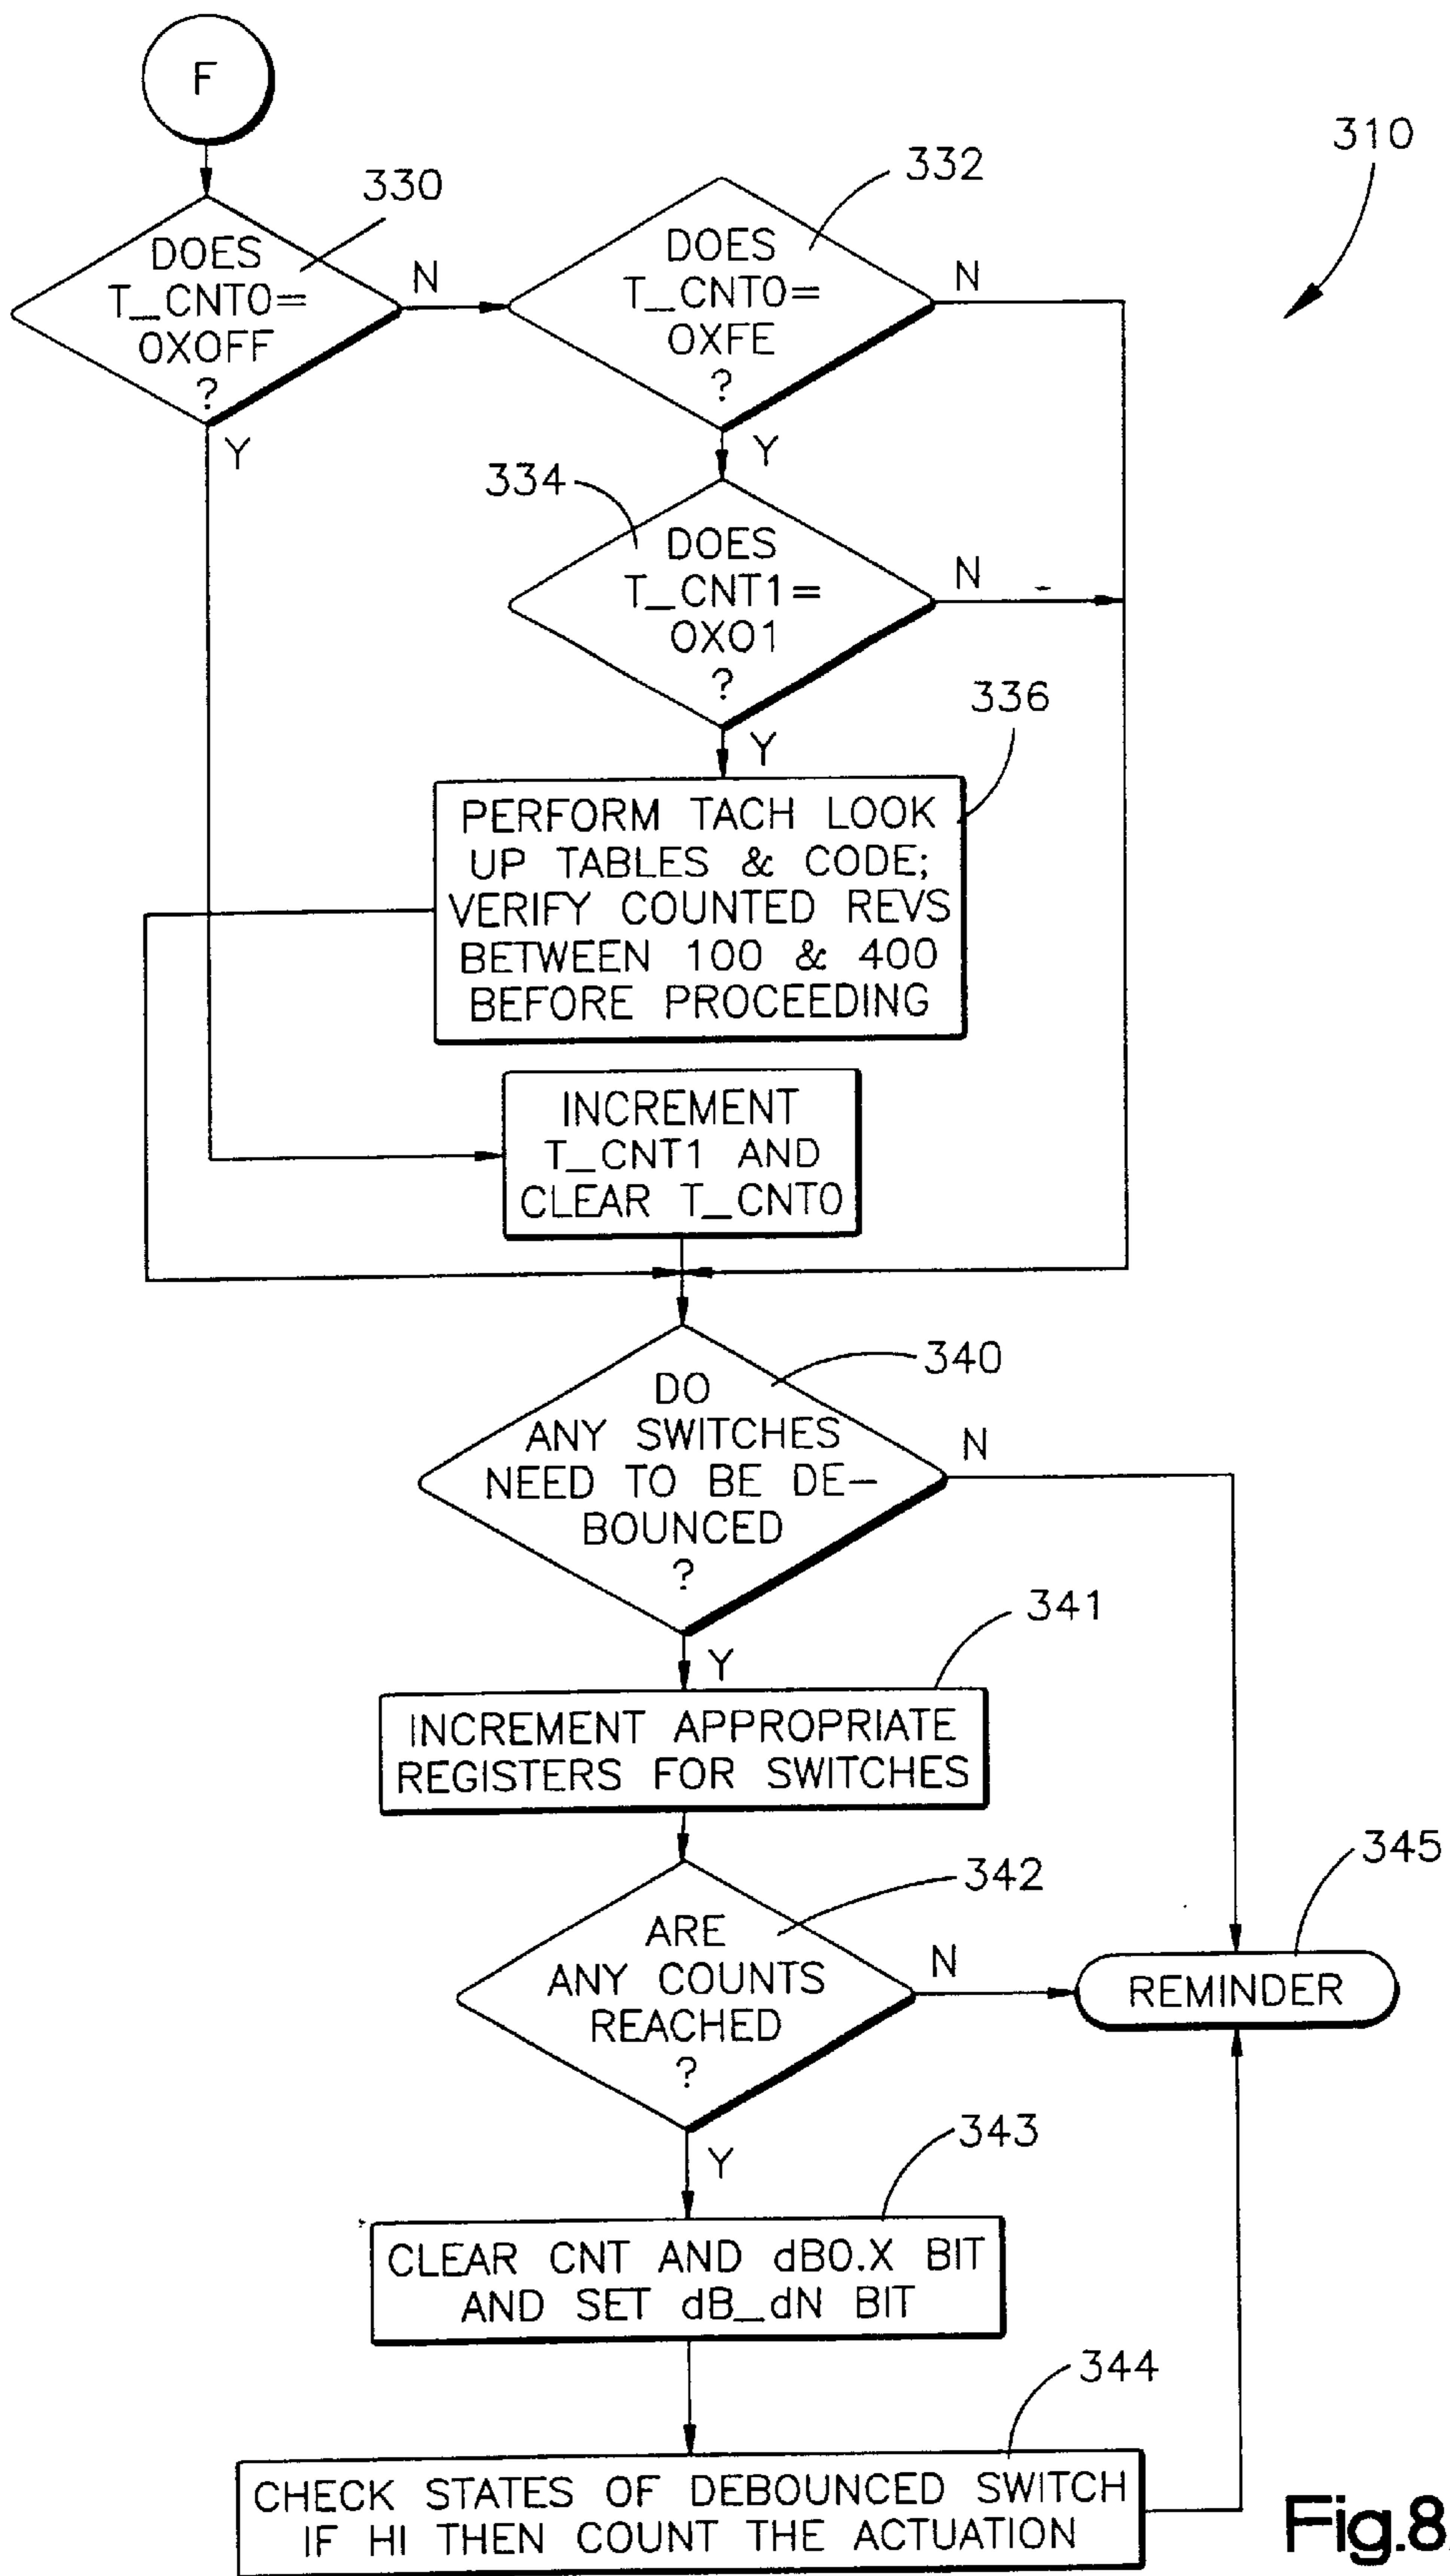 F
310
330
332
DOES
T_CNT0=
0X0FF
?
N
Y
DOES
T_CNT0=
0XFE
?
N
Y
334
DOES
T_CNT1=
0X01
?
N
Y
336
PERFORM TACH LOOK
UP TABLES & CODE;
VERIFY COUNTED REVS
BETWEEN 100 & 400
BEFORE PROCEEDING
INCREMENT
T_CNT1 AND
CLEAR T_CNT0
340
DO
ANY SWITCHES
NEED TO BE DE-
BOUNCED
?
N
Y
341
INCREMENT APPROPRIATE
REGISTERS FOR SWITCHES
342
ARE
ANY COUNTS
REACHED
?
N
Y
345
REMINDER
343
CLEAR CNT AND dB0.X BIT
AND SET dB_dN BIT
344
CHECK STATES OF DEBOUNCED SWITCH
IF HI THEN COUNT THE ACTUATION
Fig.8